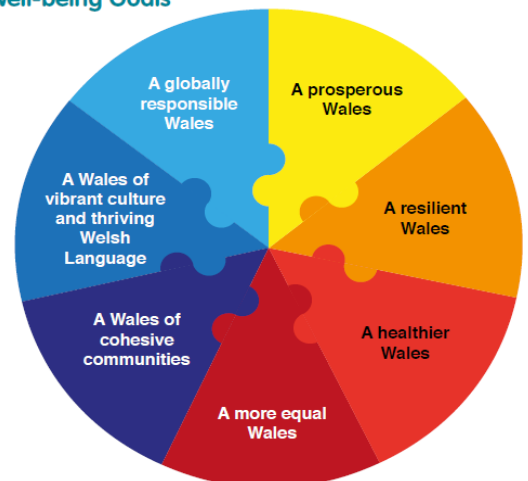 Well-being Goals
A prosperous
Wales
A resilient
Wales
A healthier
Wales
A more equal
Wales
A Wales of
cohesive
communities
A Wales of
vibrant culture
and thriving
Welsh
Language
A globally
responsible
Wales